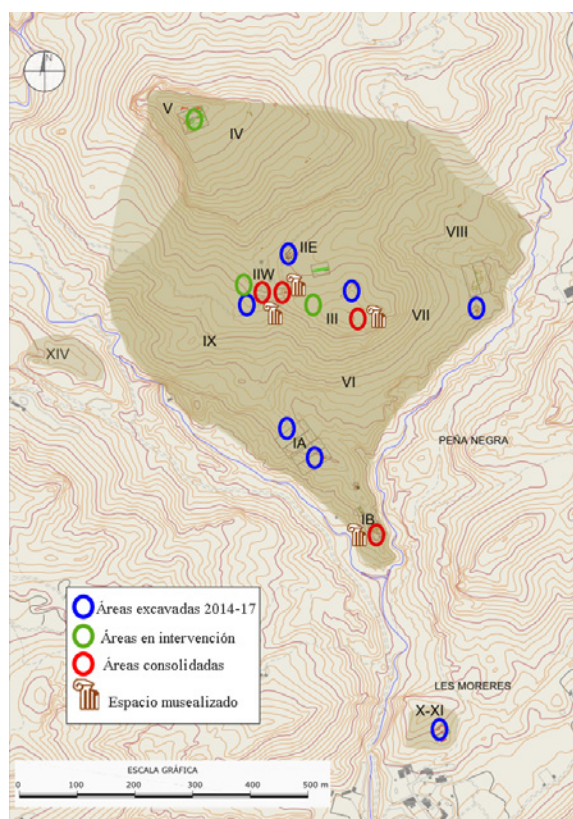 N
V
IV
VIII
IIE
IIW
III
VII
IX
XIV
VI
IA
PEÑA NEGRA
IB
Áreas excavadas 2014-17
Áreas en intervención
Áreas consolidadas
Espacio musealizado
LES MORERES
X-XI
ESCALA GRÁFICA
0 100 200 300 400 500 m